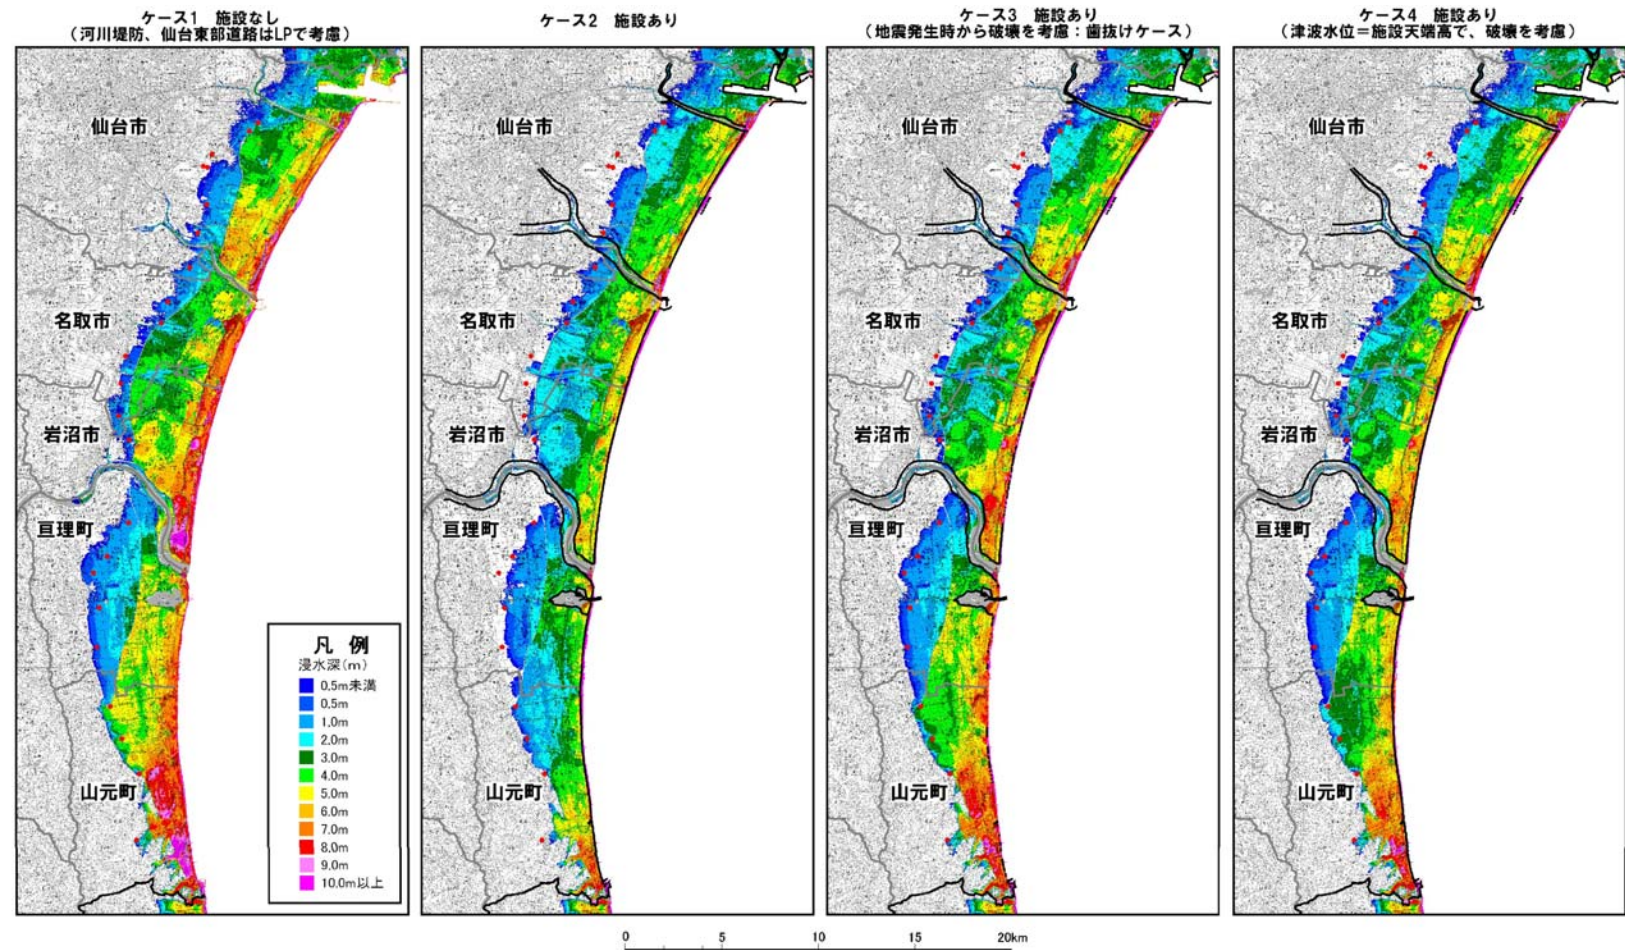 ケース1 施設なし
（河川堤防、仙台東部道路はLPで考慮）
ケース2 施設あり
ケース3 施設あり
（地震発生時から破壊を考慮：歯抜けケース）
ケース4 施設あり
（津波水位＝施設天端高で、破壊を考慮）
仙台市
名取市
岩沼市
亘理町
山元町
凡 例
浸水深(m)
0.5m未満
0.5m
1.0m
2.0m
3.0m
4.0m
5.0m
6.0m
7.0m
8.0m
9.0m
10.0m以上
仙台市
名取市
岩沼市
亘理町
山元町
仙台市
名取市
岩沼市
亘理町
山元町
仙台市
名取市
岩沼市
亘理町
山元町
0 5 10 15 20km